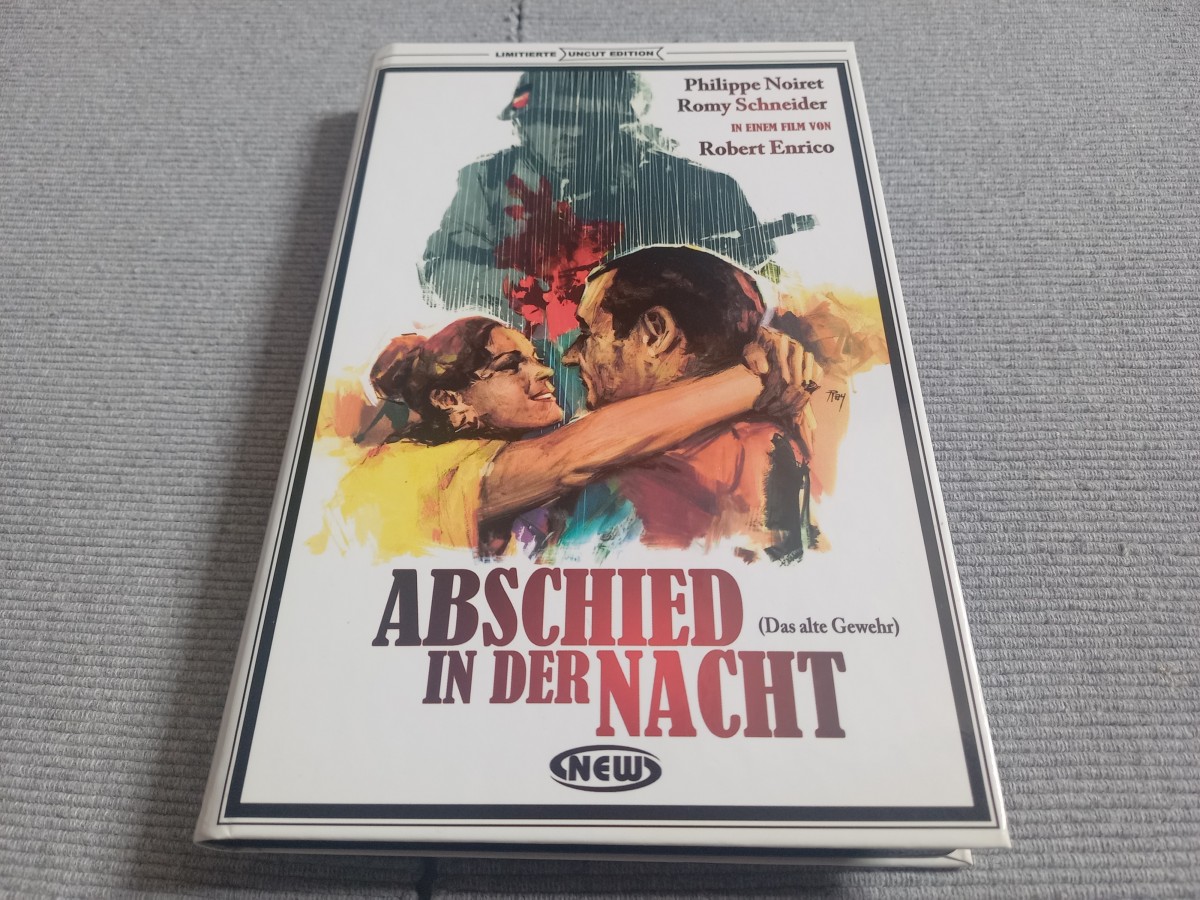 LIMITIERTE UNCUT EDITION
Philippe Noiret
Romy Schneider
IN EINEM FILM VON
Robert Enrico
ABSCHIED
(Das alte Gewehr)
IN DER NACHT
NEW